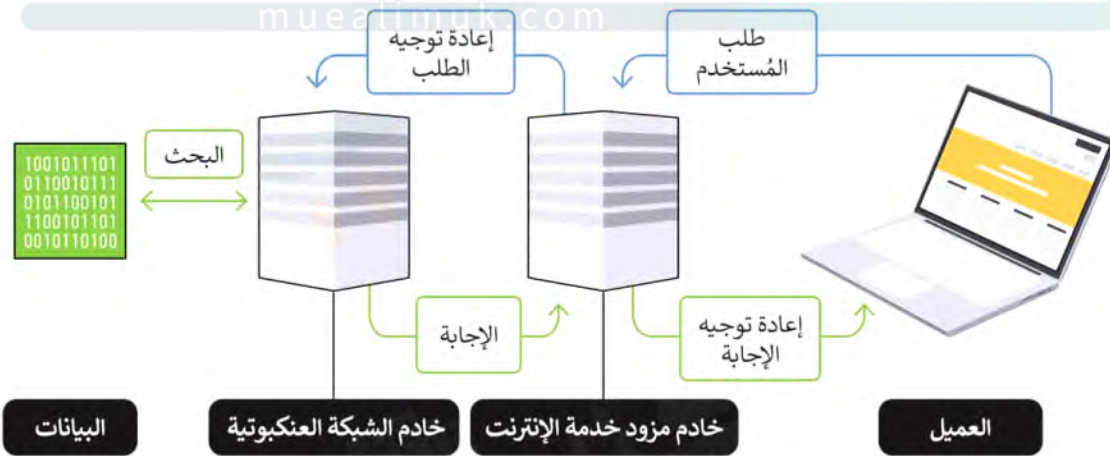 muealimuk.com
طلب
المُستخدم
إعادة توجيه
الطلب
البحث
1001011101
0110010111
0101100101
1100101101
0010110100
الإجابة
إعادة توجيه
الإجابة
العميل
خادم مزود خدمة الإنترنت
خادم الشبكة العنكبوتية
البيانات